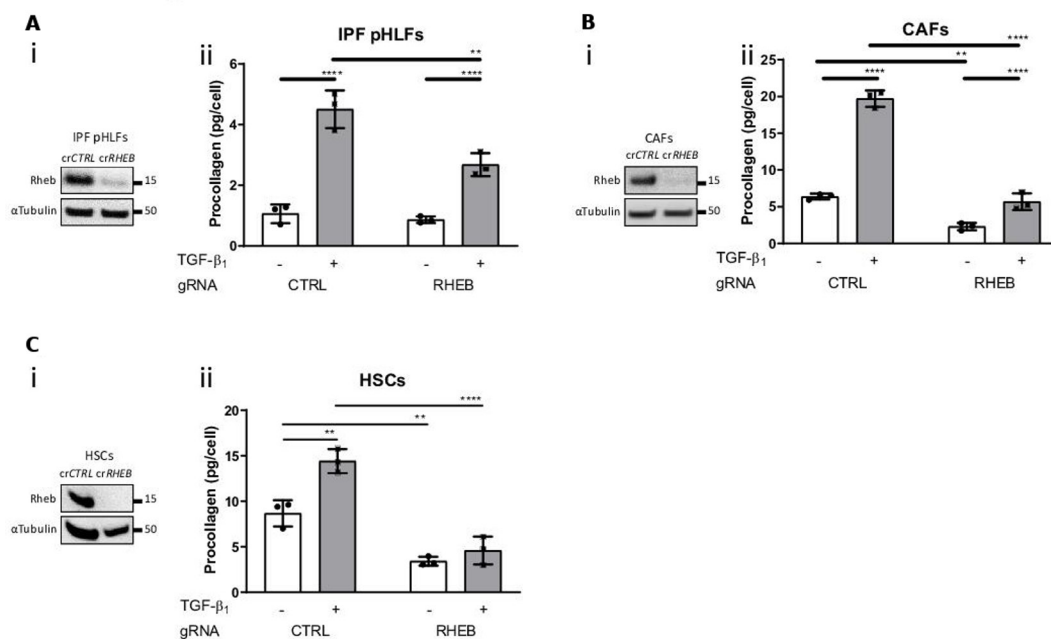 A
i
IPF pHLFs
crCTRL crRHEB
Rheb
15
αTubulin
50
ii
IPF pHLFs
**
**** ****
Procollagen (pg/cell)
6
4
2
0
TGF-β₁ - + - +
gRNA CTRL RHEB
B
i
CAFs
crCTRL crRHEB
Rheb
15
αTubulin
50
ii
CAFs
****
**
**** ****
Procollagen (pg/cell)
25
20
15
10
5
0
TGF-β₁ - + - +
gRNA CTRL RHEB
C
i
HSCs
crCTRL crRHEB
Rheb
15
αTubulin
50
ii
HSCs
****
**
**
Procollagen (pg/cell)
20
15
10
5
0
TGF-β₁ - + - +
gRNA CTRL RHEB